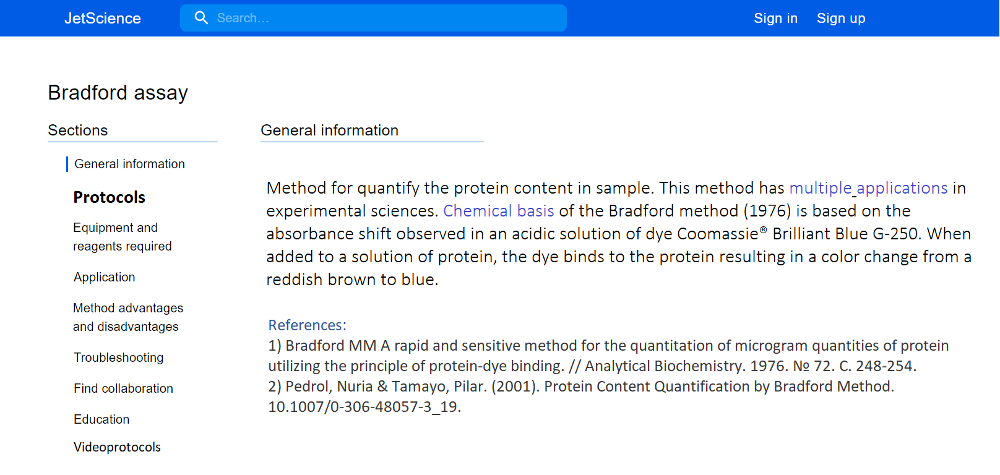 JetScience
Search...
Sign in
Sign up
Bradford assay
Sections
General information
Protocols
Equipment and
reagents required
Application
Method advantages
and disadvantages
Troubleshooting
Find collaboration
Education
Videoprotocols
General information
Method for quantify the protein content in sample. This method has multiple applications in
experimental sciences. Chemical basis of the Bradford method (1976) is based on the
absorbance shift observed in an acidic solution of dye Coomassie® Brilliant Blue G-250. When
added to a solution of protein, the dye binds to the protein resulting in a color change from a
reddish brown to blue.
References:
1) Bradford MM A rapid and sensitive method for the quantitation of microgram quantities of protein
utilizing the principle of protein-dye binding. // Analytical Biochemistry. 1976. № 72. C. 248-254.
2) Pedrol, Nuria & Tamayo, Pilar. (2001). Protein Content Quantification by Bradford Method.
10.1007/0-306-48057-3_19.